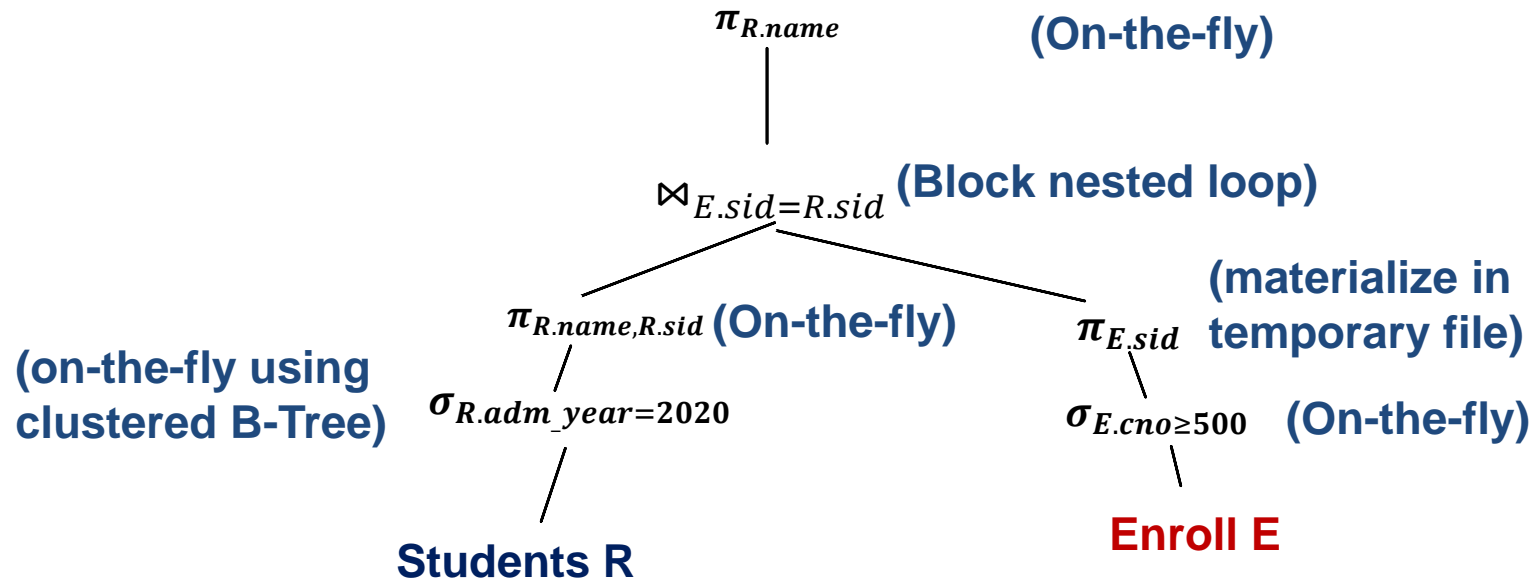 π_{R.name} (On-the-fly)
⋈_{E.sid=R.sid} (Block nested loop)
π_{R.name,R.sid} (On-the-fly)
π_{E.sid}
(materialize in
temporary file)
(on-the-fly using
clustered B-Tree)
σ_{R.adm_year=2020}
σ_{E.cno≥500} (On-the-fly)
Students R
Enroll E